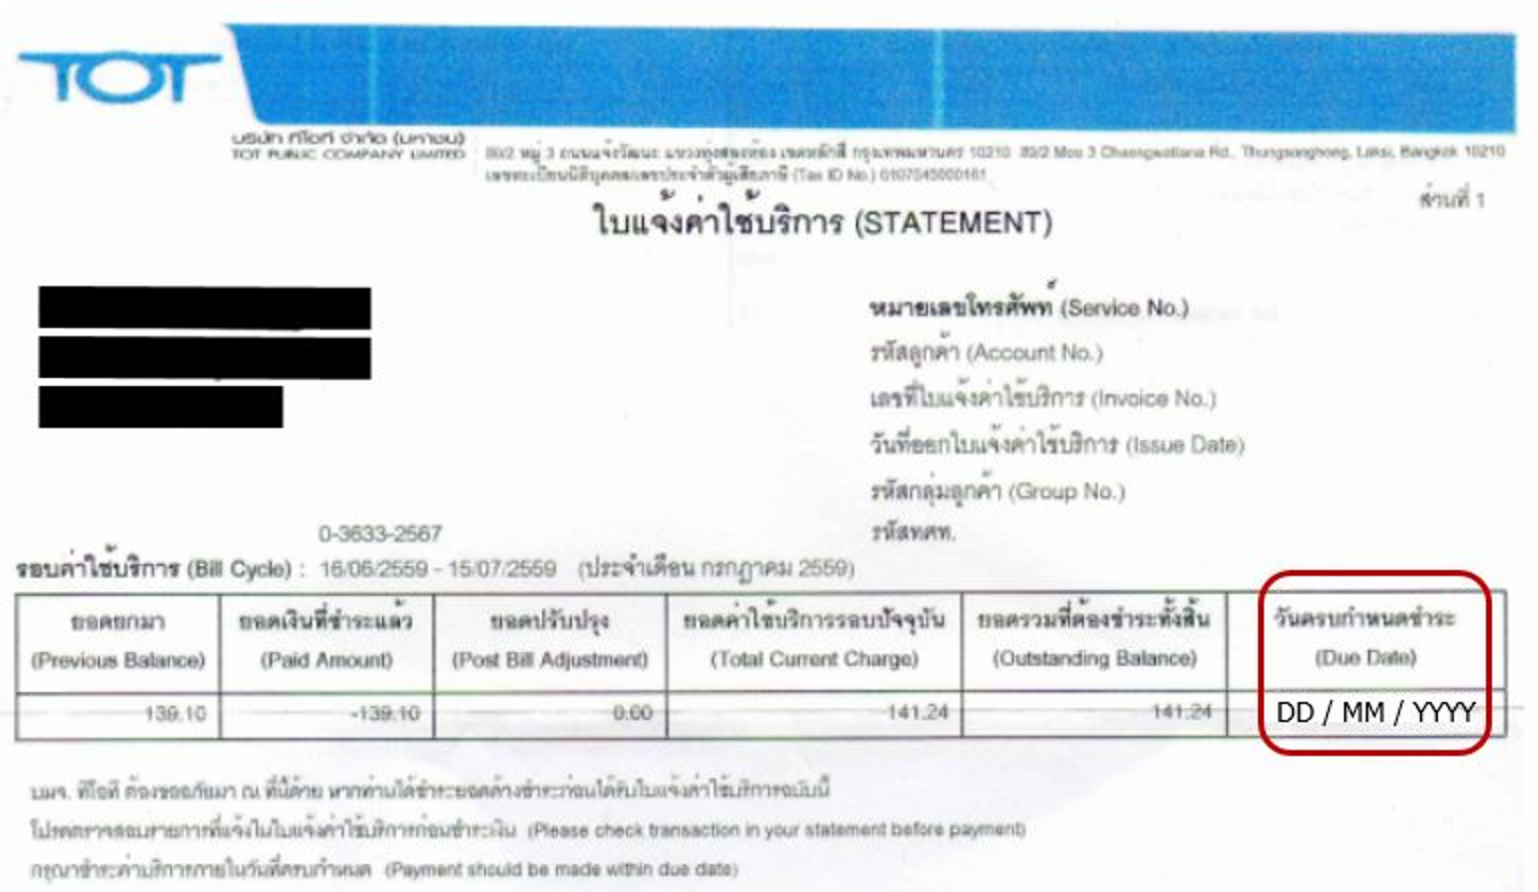 TOT
บริษัท ทีโอที จำกัด (มหาชน)
TOT PUBLIC COMPANY LIMITED
89/2 หมู่ 3 ถนนแจ้งวัฒนะ แขวงทุ่งสองห้อง เขตหลักสี่ กรุงเทพมหานคร 10210 89/2 Moo 3 Chaengwattana Rd., Thungsonghong, Laksi, Bangkok 10210
เลขทะเบียนนิติบุคคลและเลขประจำตัวผู้เสียภาษี (Tax ID No.) 0107545000161
ส่วนที่ 1
ใบแจ้งค่าใช้บริการ (STATEMENT)
หมายเลขโทรศัพท์ (Service No.)
รหัสลูกค้า (Account No.)
เลขที่ใบแจ้งค่าใช้บริการ (Invoice No.)
วันที่ออกใบแจ้งค่าใช้บริการ (Issue Date)
รหัสกลุ่มลูกค้า (Group No.)
รหัสทศท.
0-3633-2567
รอบค่าใช้บริการ (Bill Cycle) : 16/06/2559 - 15/07/2559 (ประจำเดือน กรกฎาคม 2559)
ยอดยกมา ยอดเงินที่ชำระแล้ว ยอดปรับปรุง ยอดค่าใช้บริการรอบปัจจุบัน ยอดรวมที่ต้องชำระทั้งสิ้น วันครบกำหนดชำระ
(Previous Balance) (Paid Amount) (Post Bill Adjustment) (Total Current Charge) (Outstanding Balance) (Due Date)
139.10 -139.10 0.00 141.24 141.24 DD / MM / YYYY
บมจ. ทีโอที ต้องขออภัยมา ณ ที่นี้ด้วย หากท่านได้ชำระยอดค้างชำระก่อนได้รับใบแจ้งค่าใช้บริการฉบับนี้
โปรดตรวจสอบรายการที่แจ้งในใบแจ้งค่าใช้บริการก่อนชำระเงิน (Please check transaction in your statement before payment)
กรุณาชำระค่าบริการภายในวันที่ครบกำหนด (Payment should be made within due date)